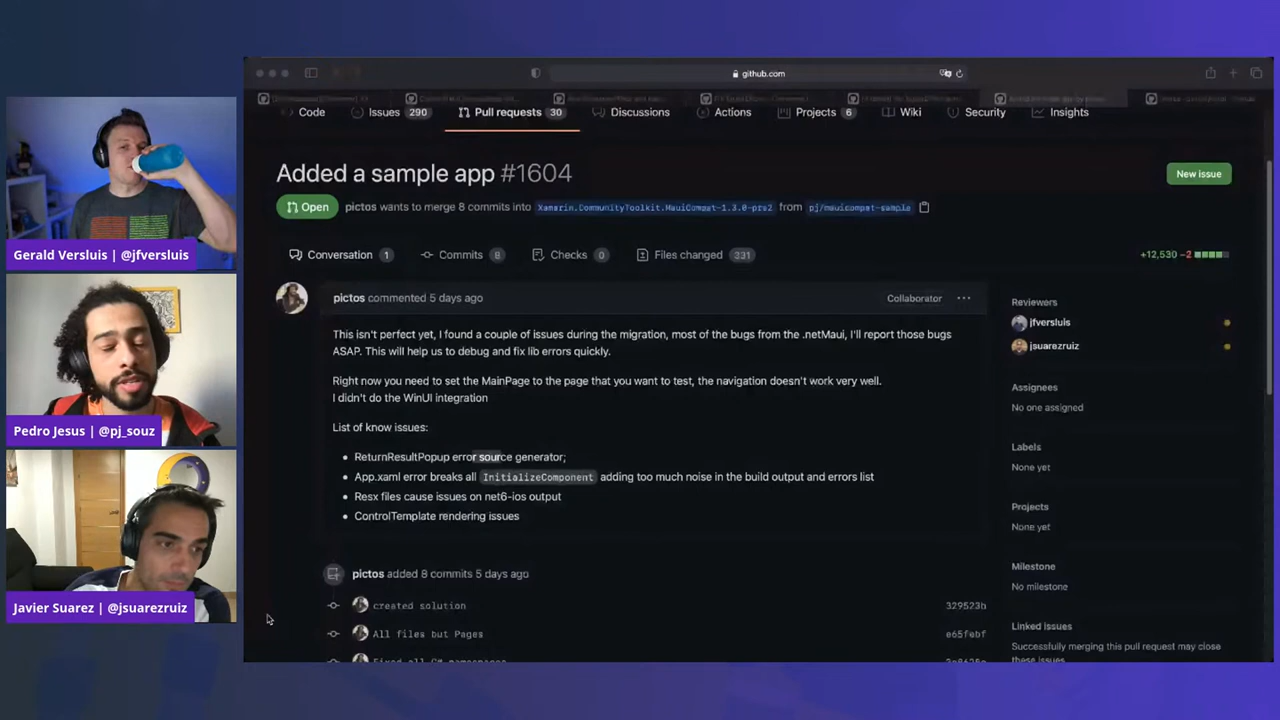 github.com
Code
Issues 290
Pull requests 30
Discussions
Actions
Projects 6
Wiki
Security
Insights
Added a sample app #1604
New issue
Open
pictos wants to merge 8 commits into Xamarin.CommunityToolkit.MauiCompat-1.3.0-pre2 from pj/mauicompat-sample
Conversation 1
Commits 8
Checks 0
Files changed 331
+12,530 −2
pictos commented 5 days ago
Collaborator
This isn't perfect yet, I found a couple of issues during the migration, most of the bugs from the .netMaui, I'll report those bugs
ASAP. This will help us to debug and fix lib errors quickly.
Right now you need to set the MainPage to the page that you want to test, the navigation doesn't work very well.
I didn't do the WinUI integration
List of know issues:
ReturnResultPopup error source generator;
App.xaml error breaks all InitializeComponent adding too much noise in the build output and errors list
Resx files cause issues on net6-ios output
ControlTemplate rendering issues
pictos added 8 commits 5 days ago
created solution
329523b
All files but Pages
e65febf
Reviewers
jfversluis
jsuarezruiz
Assignees
No one assigned
Labels
None yet
Projects
None yet
Milestone
No milestone
Linked issues
Successfully merging this pull request may close
these issues.
Gerald Versluis | @jfversluis
Pedro Jesus | @pj_souz
Javier Suarez | @jsuarezruiz